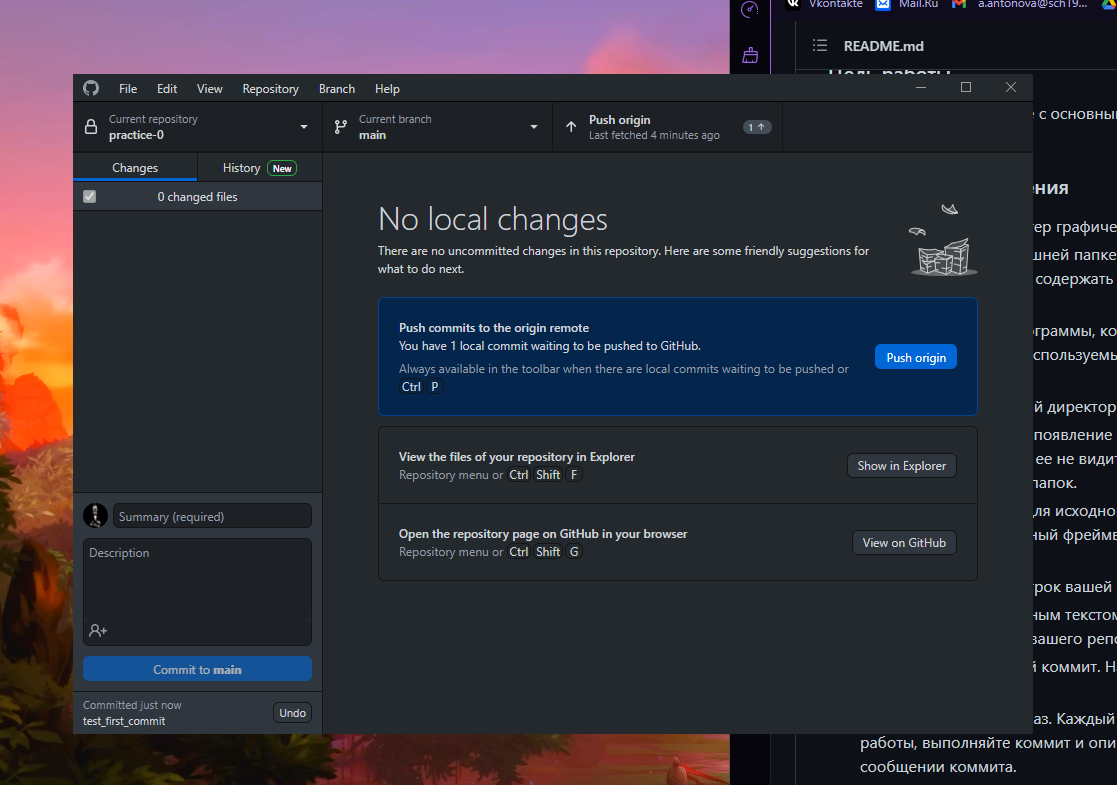 Vkontakte Mail.Ru a.antonova@sch19...
README.md
Цель работы
File Edit View Repository Branch Help
Current repository
practice-0
Current branch
main
Push origin
Last fetched 4 minutes ago
1
Changes
History New
0 changed files
No local changes
There are no uncommitted changes in this repository. Here are some friendly suggestions for
what to do next.
Push commits to the origin remote
You have 1 local commit waiting to be pushed to GitHub.
Always available in the toolbar when there are local commits waiting to be pushed or
Ctrl P
Push origin
View the files of your repository in Explorer
Repository menu or Ctrl Shift F
Show in Explorer
Open the repository page on GitHub in your browser
Repository menu or Ctrl Shift G
View on GitHub
Summary (required)
Description
Commit to main
Committed just now
test_first_commit
Undo
с основны
ния
ер графиче
шней папке
содержать
ограммы, ко
спользуемы
й директор
появление
ее не видит
папок.
ля исходно
ный фреймв
трок вашей
ным текстом
вашего репо
й коммит. На
аз. Каждый
работы, выполняйте коммит и опи
сообщении коммита.